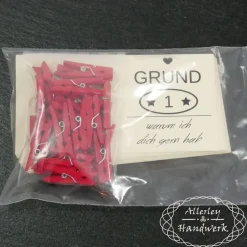 GRUND
1
warum ich
dich gern hab
Allerley
&
Handwerk